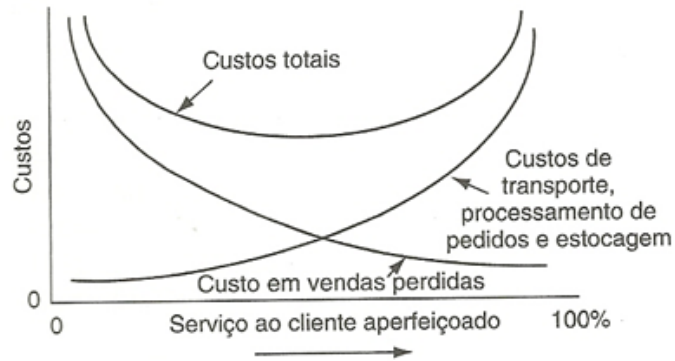 Custos totais
Custos
Custos de
transporte,
processamento de
pedidos e estocagem
Custo em vendas perdidas
0
0
Serviço ao cliente aperfeiçoado
100%